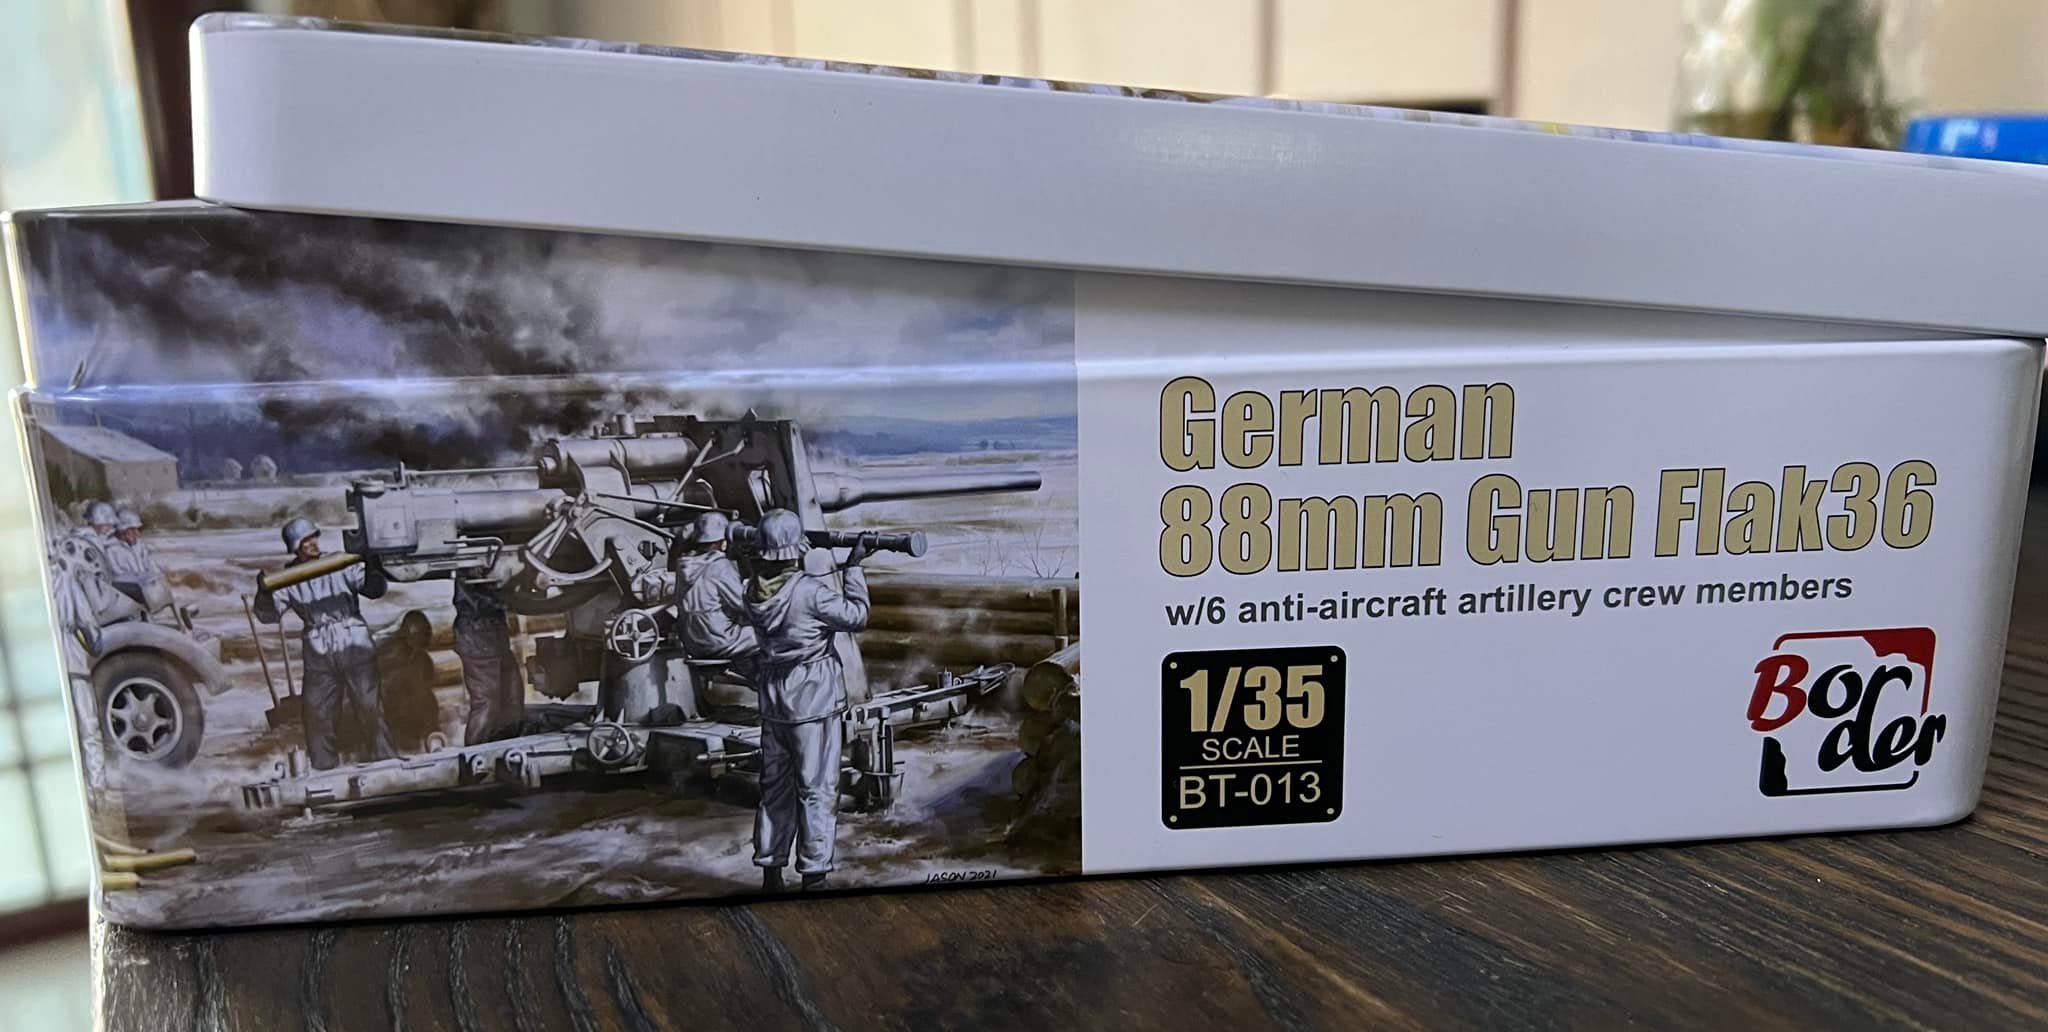 German
88mm Gun Flak36
w/6 anti-aircraft artillery crew members
1/35
SCALE
BT-013
Border
JASON 2021